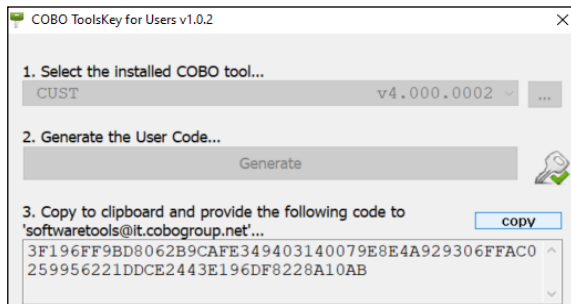 COBO ToolsKey for Users v1.0.2
1. Select the installed COBO tool...
CUST v4.000.0002 ...
2. Generate the User Code...
Generate
3. Copy to clipboard and provide the following code to
'softwaretools@it.cobogroup.net'... copy
3F196FF9BD8062B9CAFE349403140079E8E4A929306FFAC0
259956221DDCE2443E196DF8228A10AB